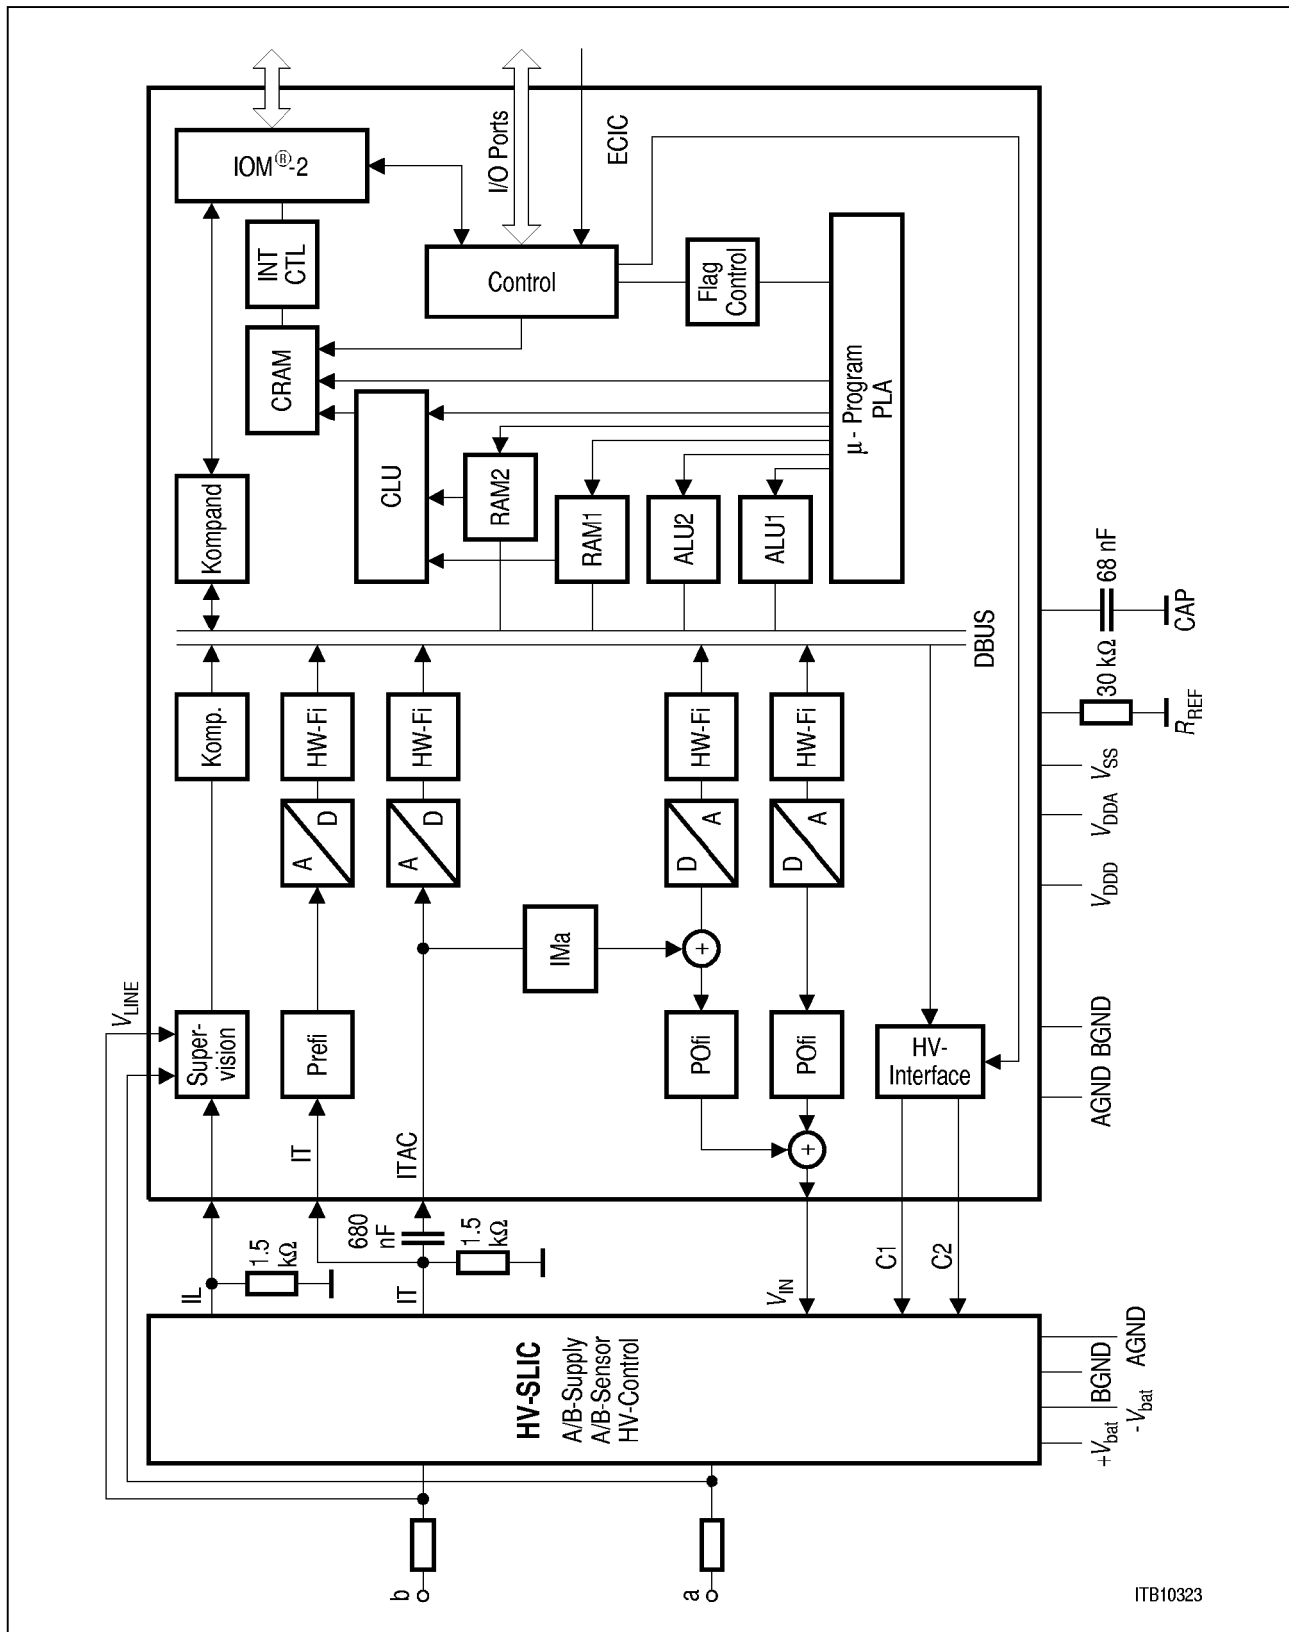 IOM®-2
INT
CTL
CRAM
I/O Ports
ECIC
Control
Flag
Control
µ - Program
PLA
Kompand
CLU
RAM2
RAM1
ALU2
ALU1
DBUS
Komp.
HW-Fi
HW-Fi
HW-Fi
HW-Fi
A
D
A
D
D
A
D
A
IMa
+
VLINE
Super-
vision
Prefi
POfi
POfi
HV-
Interface
+
IT
ITAC
68 nF
CAP
30 kΩ
RREF
VSS
VDDA
VDDD
BGND
AGND
IL
1.5
kΩ
680
nF
1.5
kΩ
IT
VIN
C1
C2
HV-SLIC
A/B-Supply
A/B-Sensor
HV-Control
AGND
BGND
-Vbat
+Vbat
b
a
ITB10323